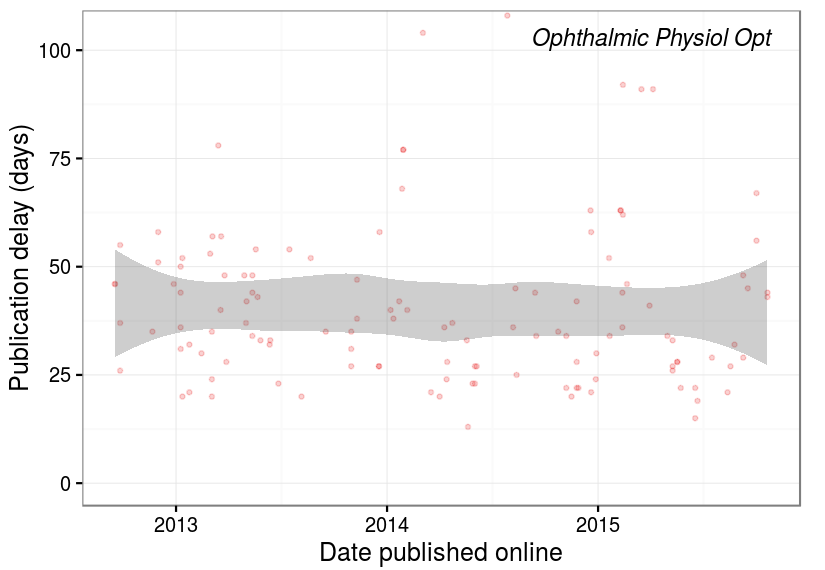 Ophthalmic Physiol Opt
Publication delay (days)
100
75
50
25
0
2013 2014 2015
Date published online